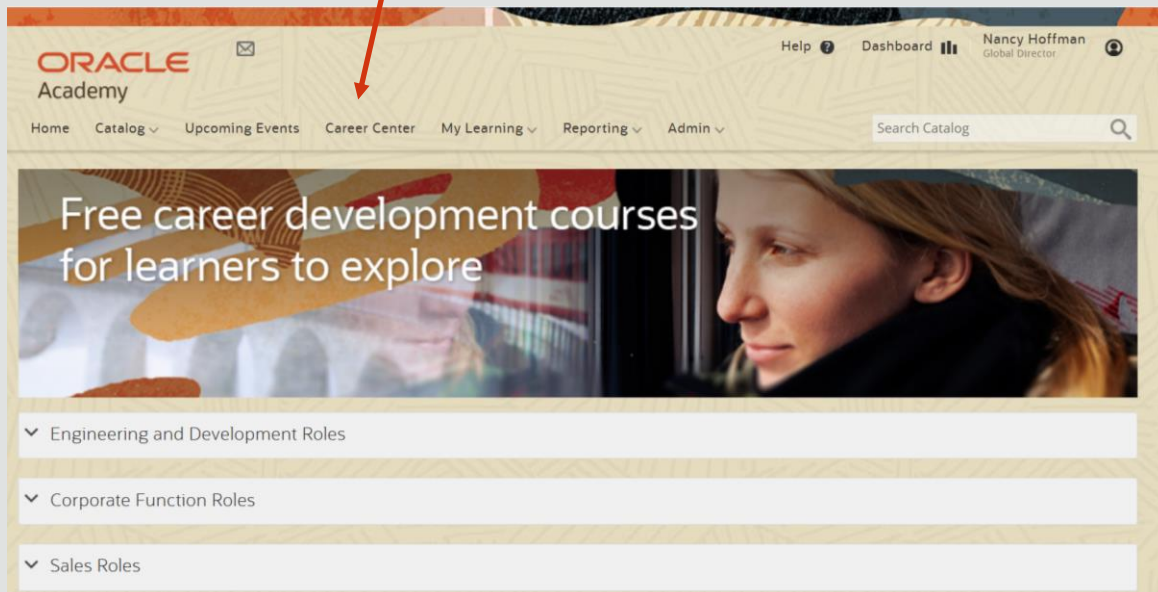 ORACLE
Academy
Help ? Dashboard Nancy Hoffman
Global Director
Home Catalog Upcoming Events Career Center My Learning Reporting Admin Search Catalog
Free career development courses
for learners to explore
Engineering and Development Roles
Corporate Function Roles
Sales Roles